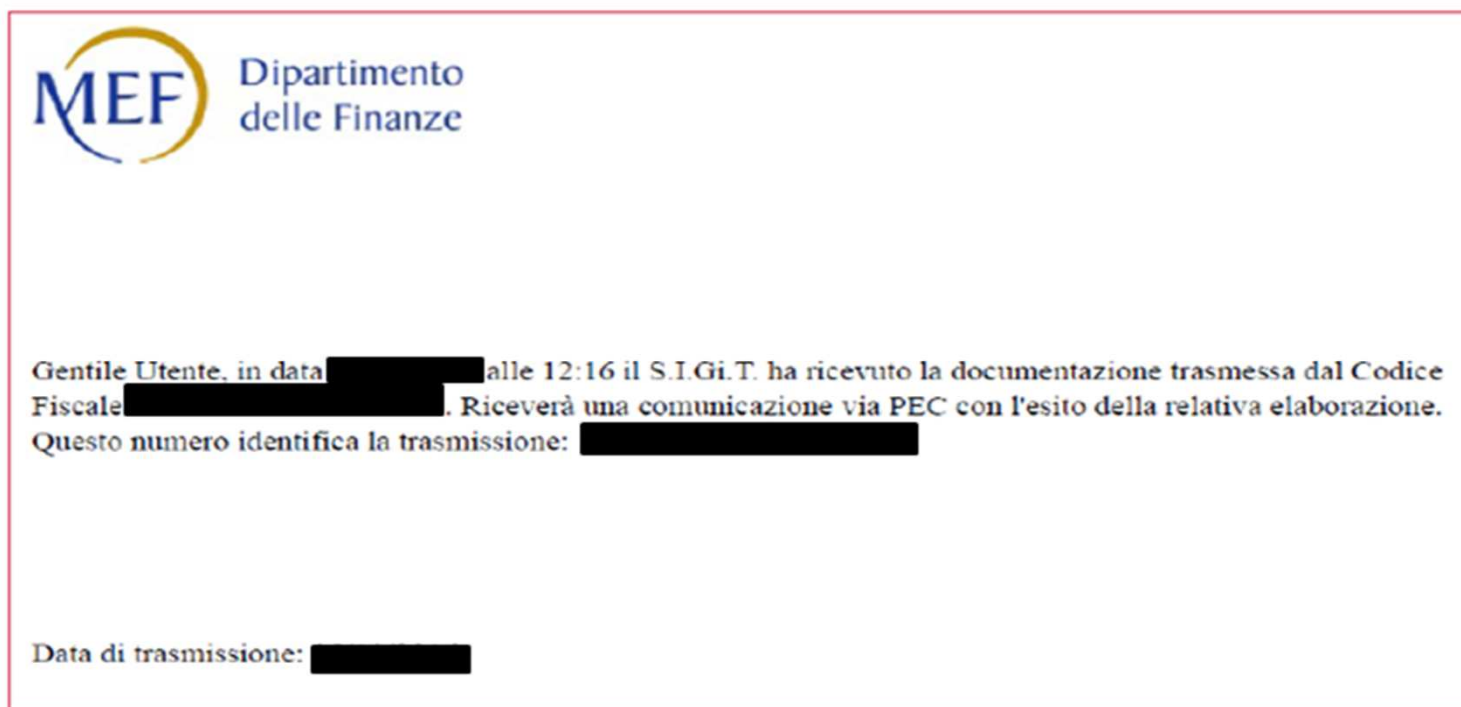 MEF
Dipartimento
delle Finanze
Gentile Utente, in data alle 12:16 il S.I.Gi.T. ha ricevuto la documentazione trasmessa dal Codice
Fiscale . Riceverà una comunicazione via PEC con l'esito della relativa elaborazione.
Questo numero identifica la trasmissione:
Data di trasmissione: